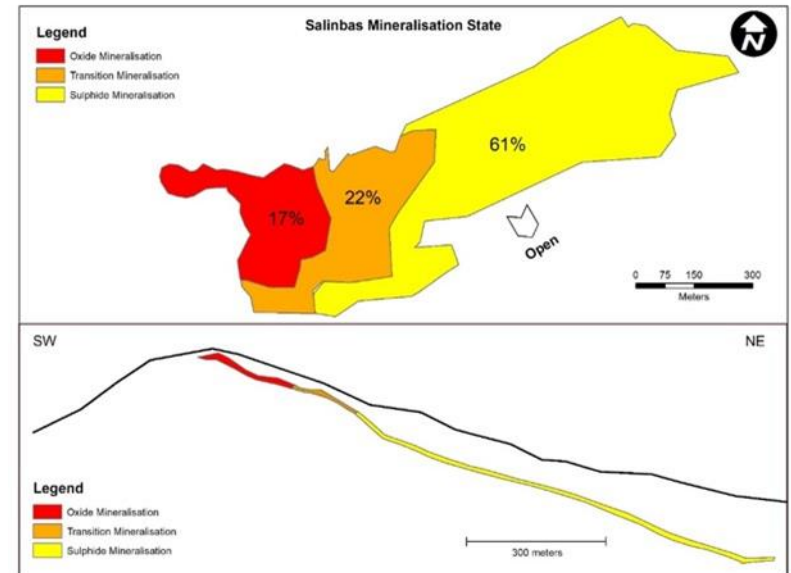 Salinbas Mineralisation State
N
Legend
Oxide Mineralisation
Transition Mineralisation
Sulphide Mineralisation
61%
22%
17%
Open
0 75 150 300
Meters
SW NE
Legend
Oxide Mineralisation
Transition Mineralisation
Sulphide Mineralisation
300 meters